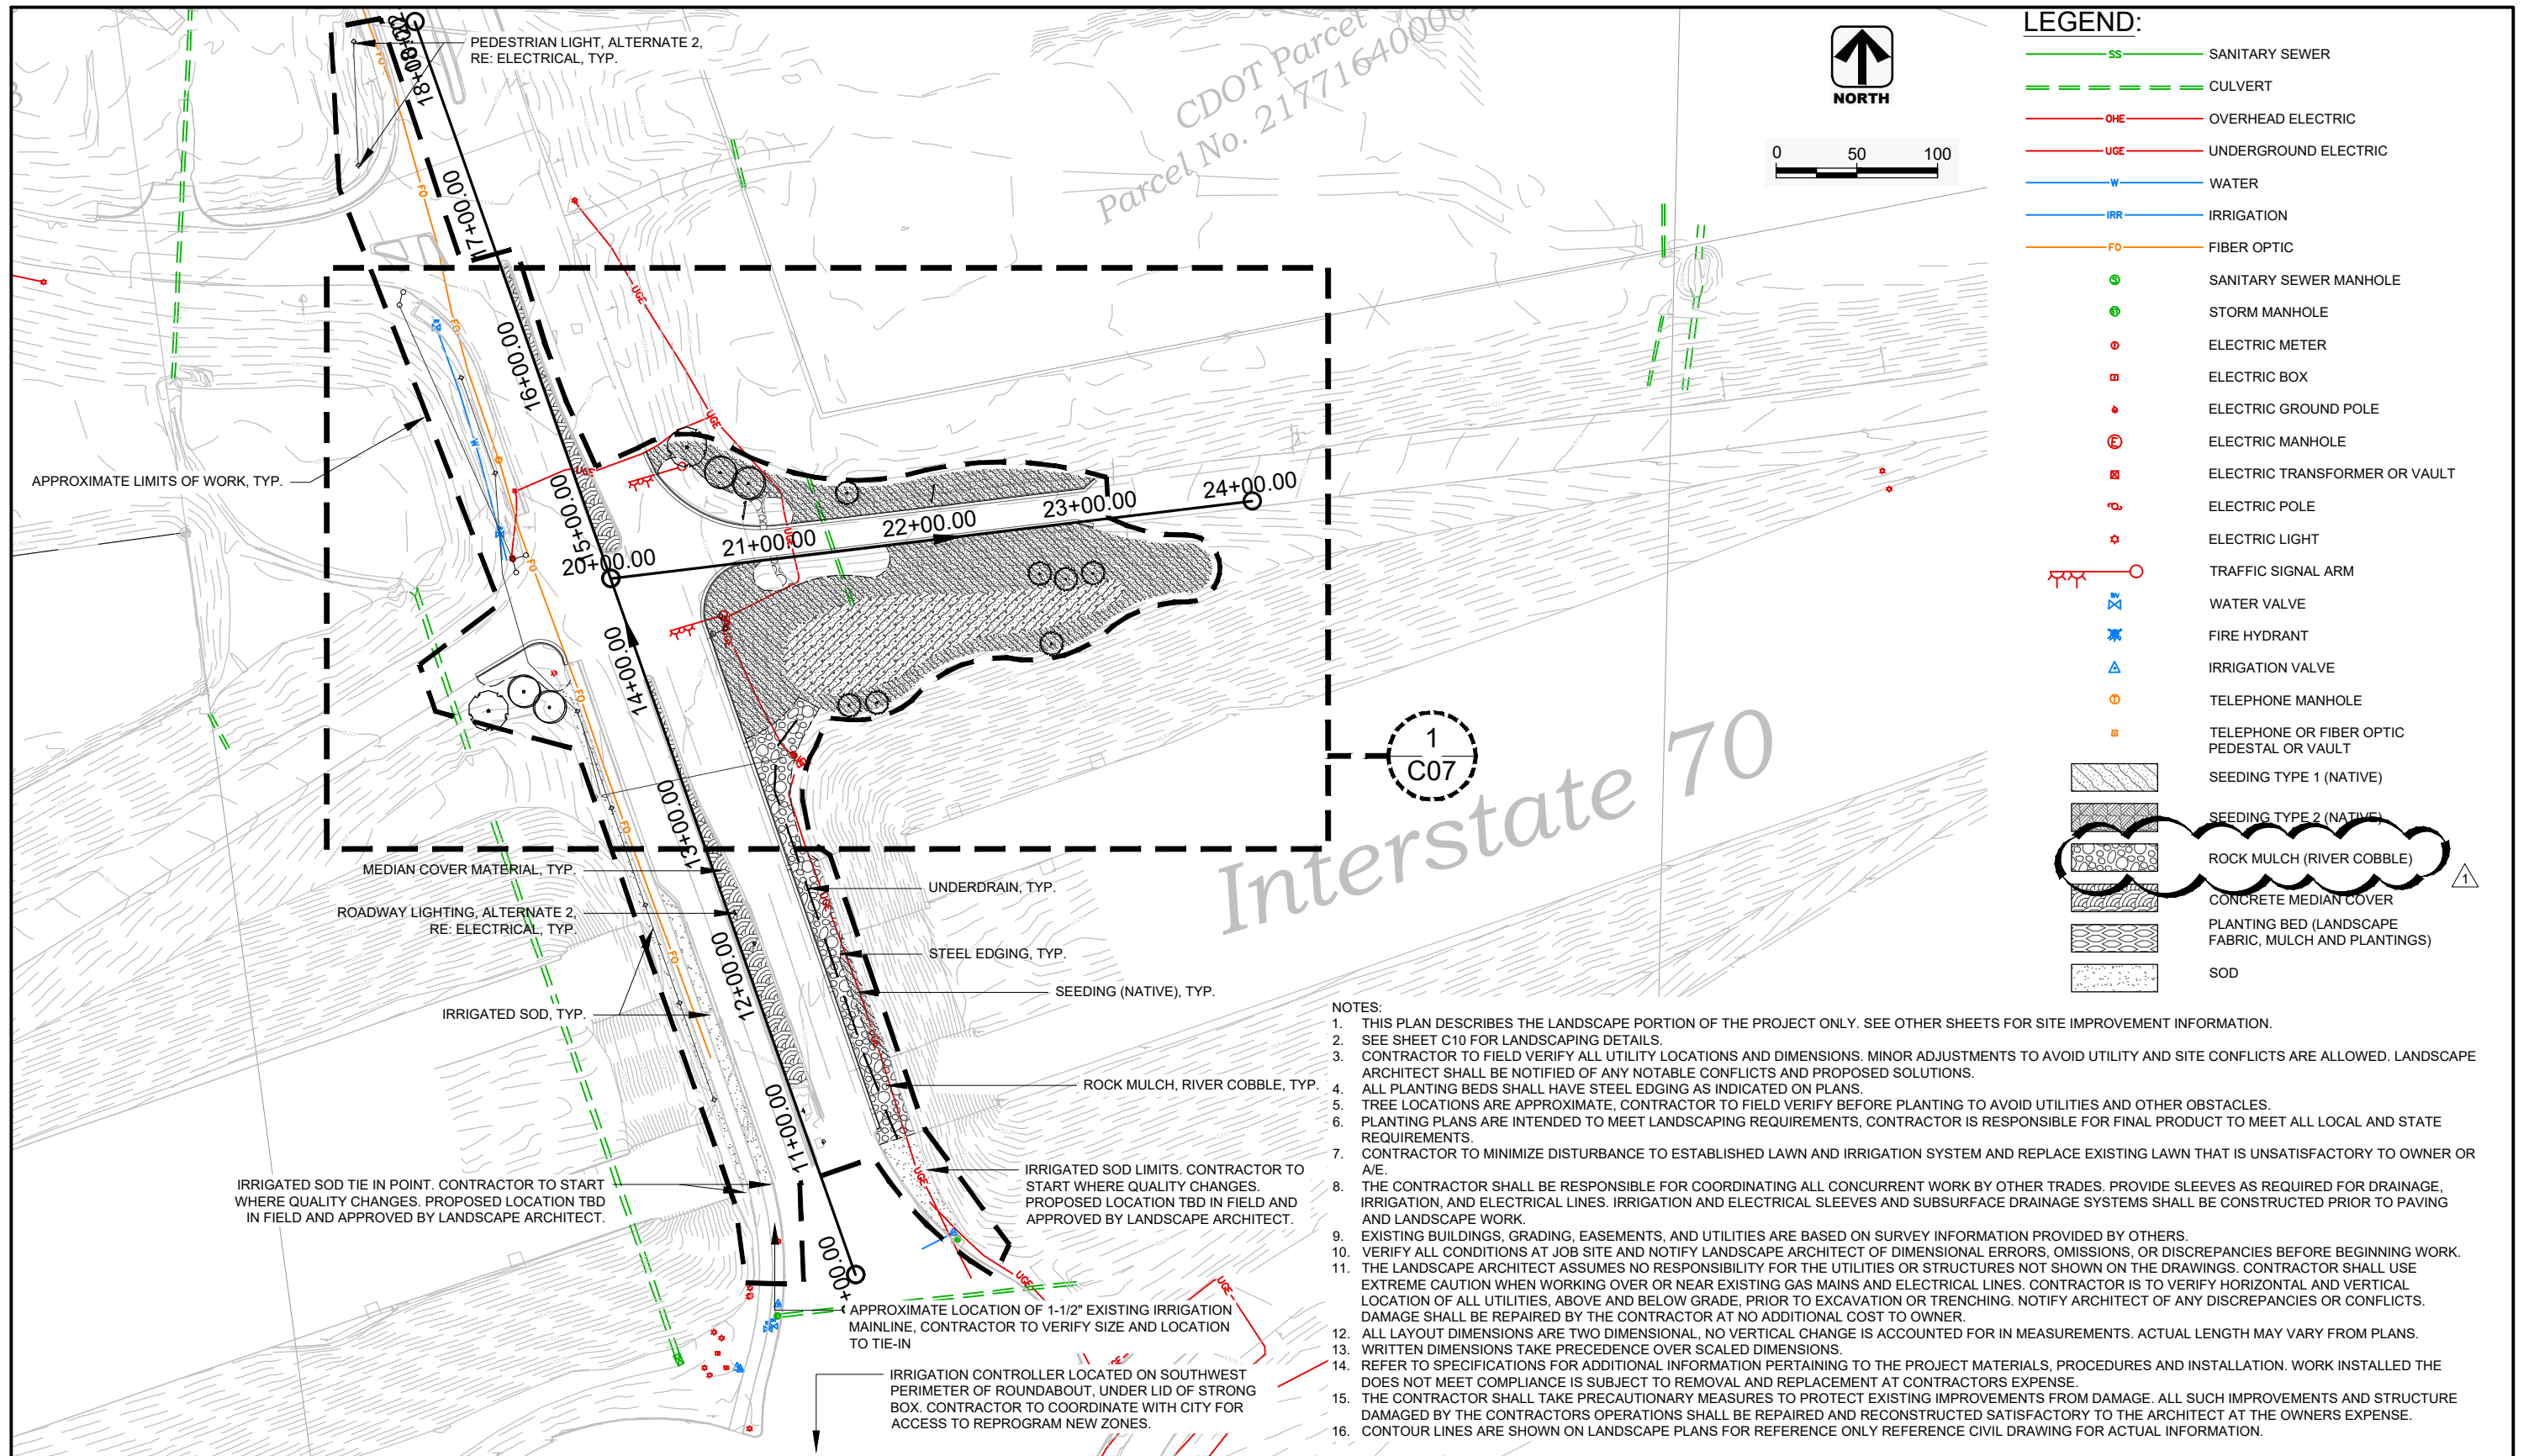 PEDESTRIAN LIGHT, ALTERNATE 2,
RE: ELECTRICAL, TYP.
CDOT Parcel
Parcel No. 217716400
NORTH
0 50 100
18+00.00
17+00.00
16+00.00
15+00.00
14+00.00
13+00.00
12+00.00
11+00.00
+00.00
20+00.00
21+00.00
22+00.00
23+00.00
24+00.00
FO
FO
FO
FO
FO
FO
FO
FO
W
UGE
UGE
UGE
UGE
UGE
UGE
UGE
UGE
UGE
APPROXIMATE LIMITS OF WORK, TYP.
1
C07
Interstate 70
MEDIAN COVER MATERIAL, TYP.
ROADWAY LIGHTING, ALTERNATE 2,
RE: ELECTRICAL, TYP.
IRRIGATED SOD, TYP.
UNDERDRAIN, TYP.
STEEL EDGING, TYP.
SEEDING (NATIVE), TYP.
ROCK MULCH, RIVER COBBLE, TYP.
IRRIGATED SOD TIE IN POINT. CONTRACTOR TO START
WHERE QUALITY CHANGES. PROPOSED LOCATION TBD
IN FIELD AND APPROVED BY LANDSCAPE ARCHITECT.
IRRIGATED SOD LIMITS. CONTRACTOR TO
START WHERE QUALITY CHANGES.
PROPOSED LOCATION TBD IN FIELD AND
APPROVED BY LANDSCAPE ARCHITECT.
APPROXIMATE LOCATION OF 1-1/2" EXISTING IRRIGATION
MAINLINE, CONTRACTOR TO VERIFY SIZE AND LOCATION
TO TIE-IN
IRRIGATION CONTROLLER LOCATED ON SOUTHWEST
PERIMETER OF ROUNDABOUT, UNDER LID OF STRONG
BOX. CONTRACTOR TO COORDINATE WITH CITY FOR
ACCESS TO REPROGRAM NEW ZONES.
LEGEND:
SS SANITARY SEWER
CULVERT
OHE OVERHEAD ELECTRIC
UGE UNDERGROUND ELECTRIC
W WATER
IRR IRRIGATION
FO FIBER OPTIC
S SANITARY SEWER MANHOLE
ST STORM MANHOLE
ELECTRIC METER
ELECTRIC BOX
ELECTRIC GROUND POLE
E ELECTRIC MANHOLE
ELECTRIC TRANSFORMER OR VAULT
ELECTRIC POLE
ELECTRIC LIGHT
TRAFFIC SIGNAL ARM
WATER VALVE
FIRE HYDRANT
IRRIGATION VALVE
T TELEPHONE MANHOLE
TELEPHONE OR FIBER OPTIC
PEDESTAL OR VAULT
SEEDING TYPE 1 (NATIVE)
SEEDING TYPE 2 (NATIVE)
ROCK MULCH (RIVER COBBLE)
1
CONCRETE MEDIAN COVER
PLANTING BED (LANDSCAPE
FABRIC, MULCH AND PLANTINGS)
SOD
NOTES:
1. THIS PLAN DESCRIBES THE LANDSCAPE PORTION OF THE PROJECT ONLY. SEE OTHER SHEETS FOR SITE IMPROVEMENT INFORMATION.
2. SEE SHEET C10 FOR LANDSCAPING DETAILS.
3. CONTRACTOR TO FIELD VERIFY ALL UTILITY LOCATIONS AND DIMENSIONS. MINOR ADJUSTMENTS TO AVOID UTILITY AND SITE CONFLICTS ARE ALLOWED. LANDSCAPE
ARCHITECT SHALL BE NOTIFIED OF ANY NOTABLE CONFLICTS AND PROPOSED SOLUTIONS.
4. ALL PLANTING BEDS SHALL HAVE STEEL EDGING AS INDICATED ON PLANS.
5. TREE LOCATIONS ARE APPROXIMATE, CONTRACTOR TO FIELD VERIFY BEFORE PLANTING TO AVOID UTILITIES AND OTHER OBSTACLES.
6. PLANTING PLANS ARE INTENDED TO MEET LANDSCAPING REQUIREMENTS, CONTRACTOR IS RESPONSIBLE FOR FINAL PRODUCT TO MEET ALL LOCAL AND STATE
REQUIREMENTS.
7. CONTRACTOR TO MINIMIZE DISTURBANCE TO ESTABLISHED LAWN AND IRRIGATION SYSTEM AND REPLACE EXISTING LAWN THAT IS UNSATISFACTORY TO OWNER OR
A/E.
8. THE CONTRACTOR SHALL BE RESPONSIBLE FOR COORDINATING ALL CONCURRENT WORK BY OTHER TRADES. PROVIDE SLEEVES AS REQUIRED FOR DRAINAGE,
IRRIGATION, AND ELECTRICAL LINES. IRRIGATION AND ELECTRICAL SLEEVES AND SUBSURFACE DRAINAGE SYSTEMS SHALL BE CONSTRUCTED PRIOR TO PAVING
AND LANDSCAPE WORK.
9. EXISTING BUILDINGS, GRADING, EASEMENTS, AND UTILITIES ARE BASED ON SURVEY INFORMATION PROVIDED BY OTHERS.
10. VERIFY ALL CONDITIONS AT JOB SITE AND NOTIFY LANDSCAPE ARCHITECT OF DIMENSIONAL ERRORS, OMISSIONS, OR DISCREPANCIES BEFORE BEGINNING WORK.
11. THE LANDSCAPE ARCHITECT ASSUMES NO RESPONSIBILITY FOR THE UTILITIES OR STRUCTURES NOT SHOWN ON THE DRAWINGS. CONTRACTOR SHALL USE
EXTREME CAUTION WHEN WORKING OVER OR NEAR EXISTING GAS MAINS AND ELECTRICAL LINES. CONTRACTOR IS TO VERIFY HORIZONTAL AND VERTICAL
LOCATION OF ALL UTILITIES, ABOVE AND BELOW GRADE, PRIOR TO EXCAVATION OR TRENCHING. NOTIFY ARCHITECT OF ANY DISCREPANCIES OR CONFLICTS.
DAMAGE SHALL BE REPAIRED BY THE CONTRACTOR AT NO ADDITIONAL COST TO OWNER.
12. ALL LAYOUT DIMENSIONS ARE TWO DIMENSIONAL, NO VERTICAL CHANGE IS ACCOUNTED FOR IN MEASUREMENTS. ACTUAL LENGTH MAY VARY FROM PLANS.
13. WRITTEN DIMENSIONS TAKE PRECEDENCE OVER SCALED DIMENSIONS.
14. REFER TO SPECIFICATIONS FOR ADDITIONAL INFORMATION PERTAINING TO THE PROJECT MATERIALS, PROCEDURES AND INSTALLATION. WORK INSTALLED THE
DOES NOT MEET COMPLIANCE IS SUBJECT TO REMOVAL AND REPLACEMENT AT CONTRACTORS EXPENSE.
15. THE CONTRACTOR SHALL TAKE PRECAUTIONARY MEASURES TO PROTECT EXISTING IMPROVEMENTS FROM DAMAGE. ALL SUCH IMPROVEMENTS AND STRUCTURE
DAMAGED BY THE CONTRACTORS OPERATIONS SHALL BE REPAIRED AND RECONSTRUCTED SATISFACTORY TO THE ARCHITECT AT THE OWNERS EXPENSE.
16. CONTOUR LINES ARE SHOWN ON LANDSCAPE PLANS FOR REFERENCE ONLY REFERENCE CIVIL DRAWING FOR ACTUAL INFORMATION.